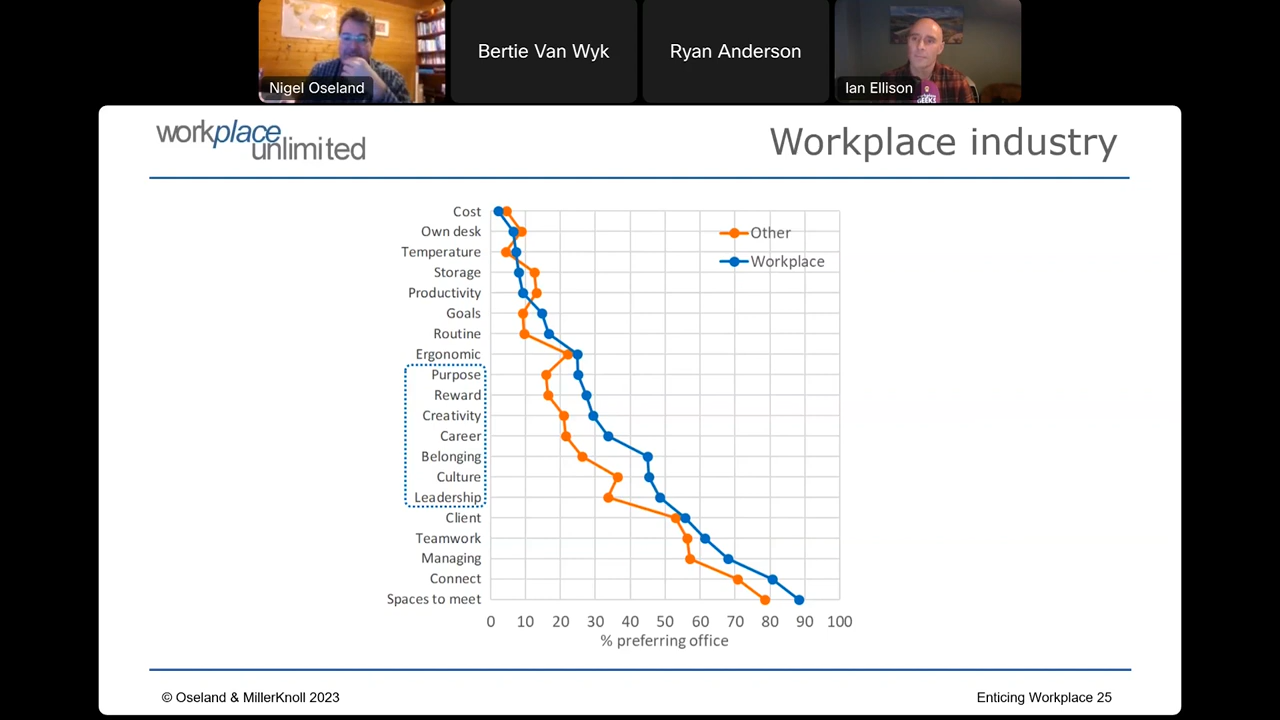 Nigel Oseland
Bertie Van Wyk
Ryan Anderson
Ian Ellison
workplace
unlimited
Workplace industry
Cost
Own desk
Temperature
Storage
Productivity
Goals
Routine
Ergonomic
Purpose
Reward
Creativity
Career
Belonging
Culture
Leadership
Client
Teamwork
Managing
Connect
Spaces to meet
Other
Workplace
0 10 20 30 40 50 60 70 80 90 100
% preferring office
© Oseland & MillerKnoll 2023
Enticing Workplace 25